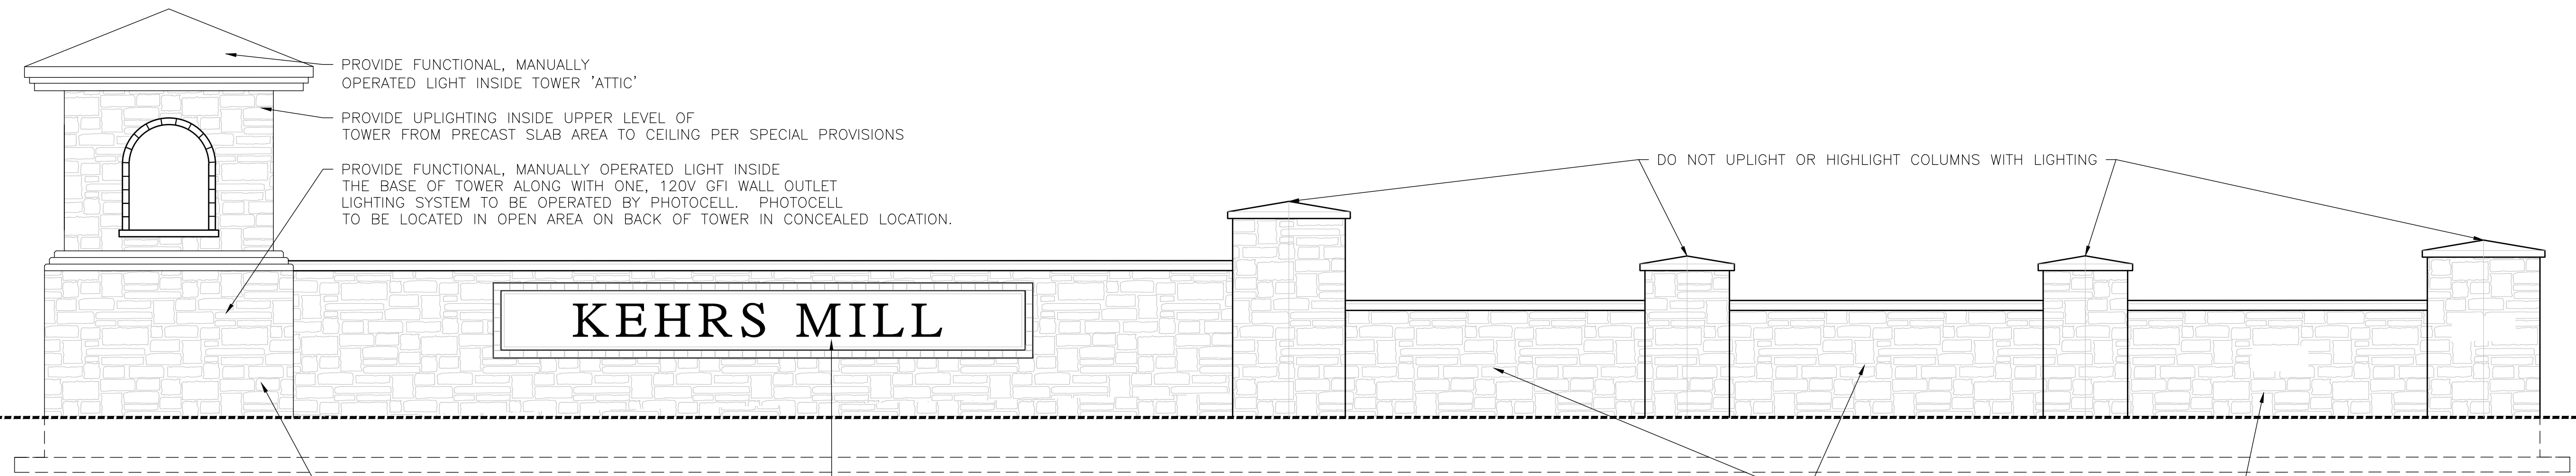 PROVIDE FUNCTIONAL, MANUALLY
OPERATED LIGHT INSIDE TOWER 'ATTIC'
PROVIDE UPLIGHTING INSIDE UPPER LEVEL OF
TOWER FROM PRECAST SLAB AREA TO CEILING PER SPECIAL PROVISIONS
PROVIDE FUNCTIONAL, MANUALLY OPERATED LIGHT INSIDE
THE BASE OF TOWER ALONG WITH ONE, 120V GFI WALL OUTLET
LIGHTING SYSTEM TO BE OPERATED BY PHOTOCELL. PHOTOCELL
TO BE LOCATED IN OPEN AREA ON BACK OF TOWER IN CONCEALED LOCATION.
DO NOT UPLIGHT OR HIGHLIGHT COLUMNS WITH LIGHTING
KEHRS MILL